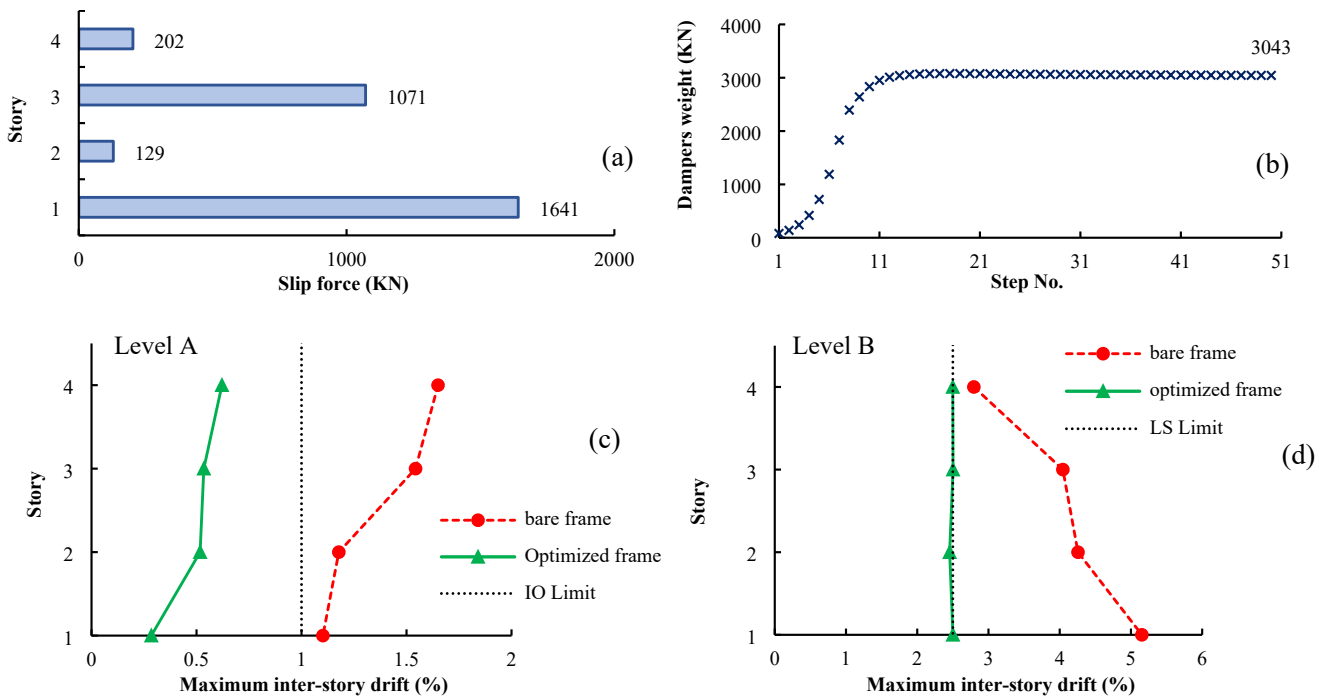 4
3
2
1
Story
202
1071
129
1641
(a)
0
1000
2000
Slip force (KN)
4000
3000
2000
1000
0
Dampers weight (KN)
3043
(b)
1
11
21
31
41
51
Step No.
Level A
4
3
2
1
Story
bare frame
Optimized frame
IO Limit
(c)
0
0.5
1
1.5
2
Maximum inter-story drift (%)
Level B
4
3
2
1
Story
bare frame
optimized frame
LS Limit
(d)
0
1
2
3
4
5
6
Maximum inter-story drift (%)